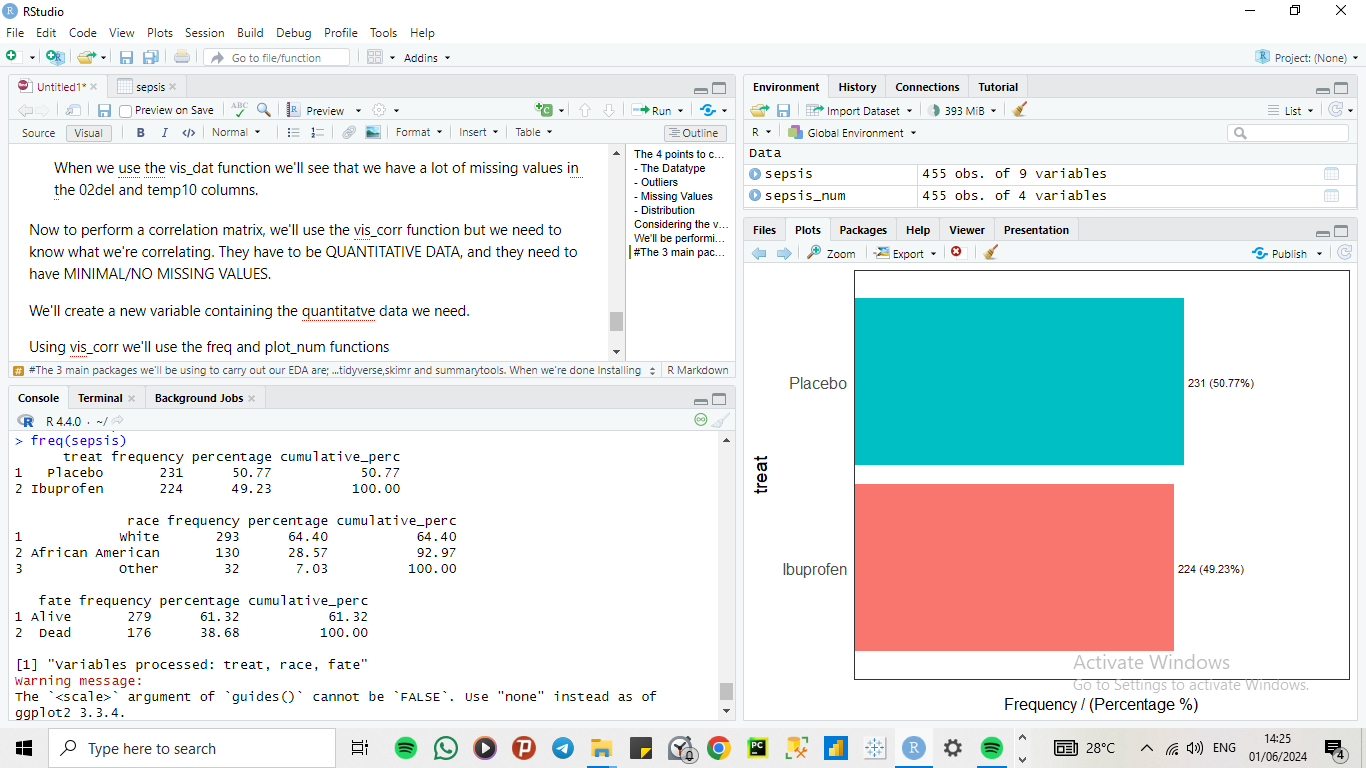 RStudio
File Edit Code View Plots Session Build Debug Profile Tools Help
Go to file/function
Addins
Project: (None)
Untitled1*
sepsis
Preview on Save
ABC
Preview
Run
Source Visual
B I </> Normal
Format Insert Table
Outline
When we use the vis_dat function we'll see that we have a lot of missing values in
the 02del and temp10 columns.
Now to perform a correlation matrix, we'll use the vis_corr function but we need to
know what we're correlating. They have to be QUANTITATIVE DATA, and they need to
have MINIMAL/NO MISSING VALUES.
We'll create a new variable containing the quantitatve data we need.
Using vis_corr we'll use the freq and plot_num functions
The 4 points to c...
- The Datatype
- Outliers
- Missing Values
- Distribution
Considering the v...
We'll be performi...
#The 3 main pac...
# #The 3 main packages we'll be using to carry out our EDA are; ...tidyverse,skimr and summarytools. When we're done Installing
R Markdown
Console Terminal Background Jobs
R R 4.4.0 · ~/
> freq(sepsis)
treat frequency percentage cumulative_perc
1 Placebo 231 50.77 50.77
2 Ibuprofen 224 49.23 100.00
race frequency percentage cumulative_perc
1 White 293 64.40 64.40
2 African American 130 28.57 92.97
3 Other 32 7.03 100.00
fate frequency percentage cumulative_perc
1 Alive 279 61.32 61.32
2 Dead 176 38.68 100.00
[1] "Variables processed: treat, race, fate"
Warning message:
The `<scale>` argument of `guides()` cannot be `FALSE`. Use "none" instead as of
ggplot2 3.3.4.
Environment History Connections Tutorial
Import Dataset 393 MiB List
R Global Environment
Data
sepsis 455 obs. of 9 variables
sepsis_num 455 obs. of 4 variables
Files Plots Packages Help Viewer Presentation
Zoom Export Publish
Placebo
231 (50.77%)
treat
Ibuprofen
224 (49.23%)
Frequency / (Percentage %)
Activate Windows
Go to Settings to activate Windows.
Type here to search
28°C
ENG
14:25
01/06/2024
4